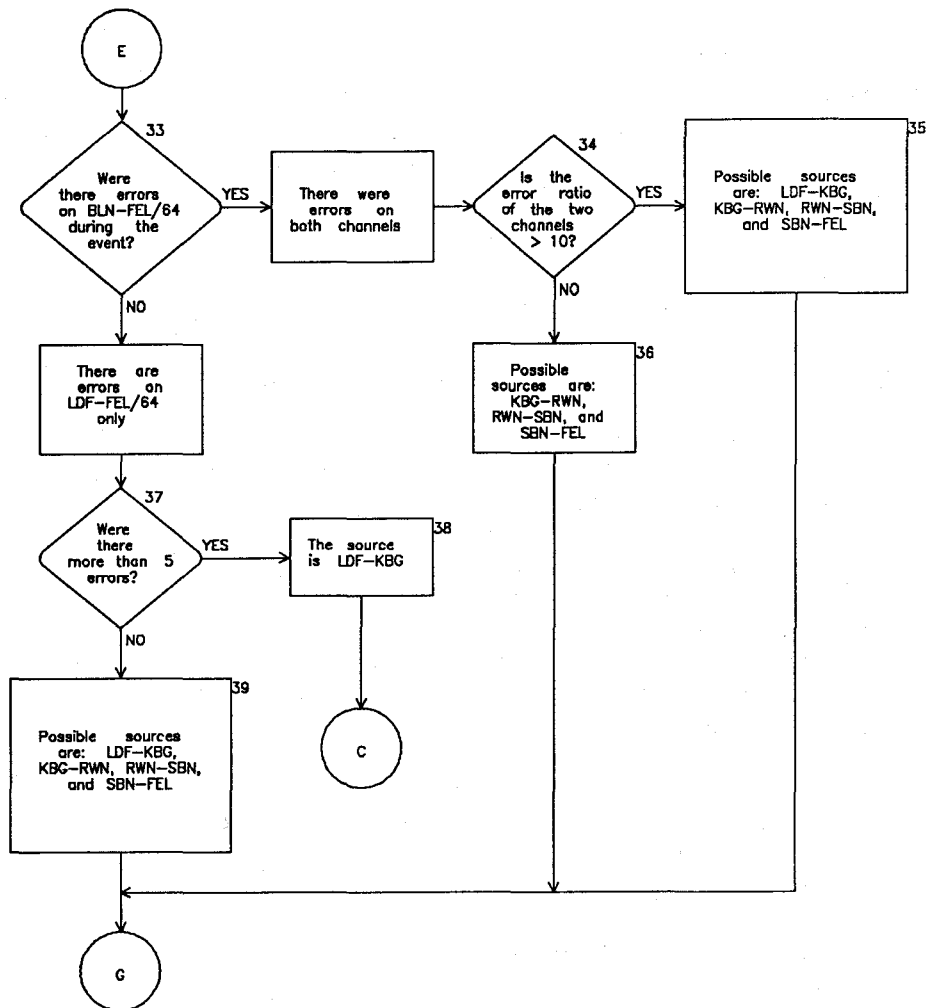 E
33
Were
there errors
on BLN-FEL/64
during the
event?
YES
NO
There were
errors on
both channels
34
Is the
error ratio
of the two
channels
> 10?
YES
NO
35
Possible sources
are: LDF-KBG,
KBG-RWN, RWN-SBN,
and SBN-FEL
There are
errors on
LDF-FEL/64
only
36
Possible
sources are:
KBG-RWN,
RWN-SBN, and
SBN-FEL
37
Were
there
more than 5
errors?
YES
NO
38
The source
is LDF-KBG
39
Possible sources
are: LDF-KBG,
KBG-RWN, RWN-SBN,
and SBN-FEL
C
G